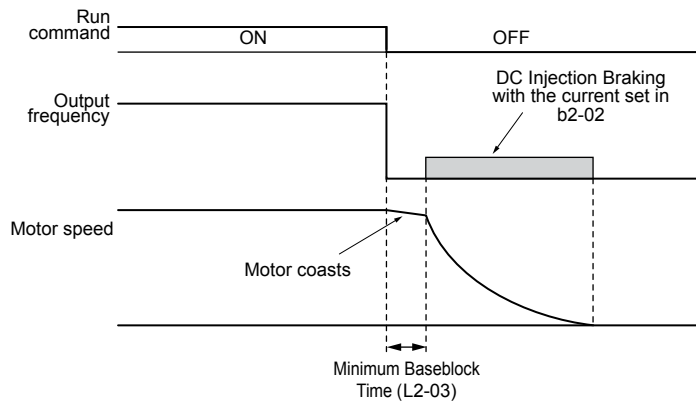 Run
command
ON
OFF
DC Injection Braking
with the current set in
b2-02
Output
frequency
Motor speed
Motor coasts
Minimum Baseblock
Time (L2-03)